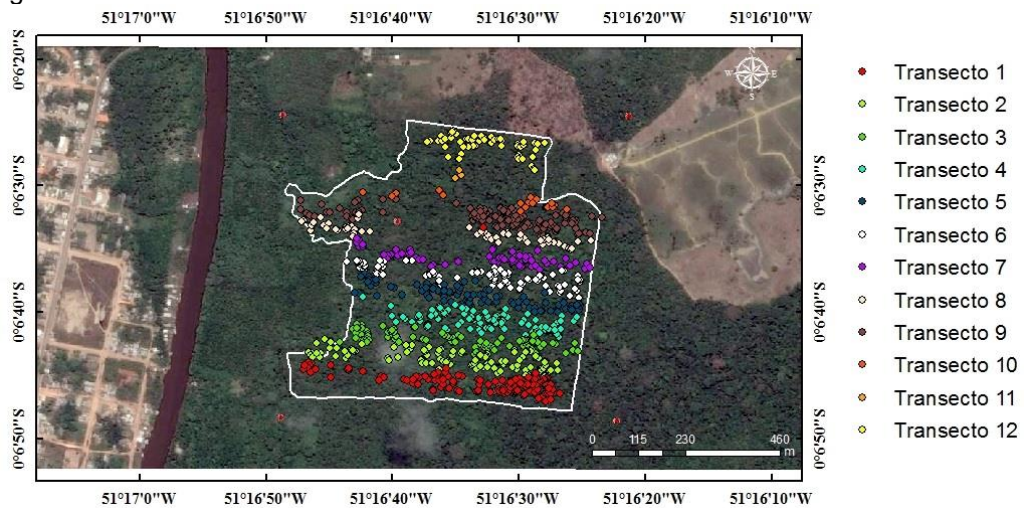 51°17'0"W 51°16'50"W 51°16'40"W 51°16'30"W 51°16'20"W 51°16'10"W
0°6'20"S 0°6'20"S
N
W E
S
0°6'30"S 0°6'30"S
0°6'40"S 0°6'40"S
0°6'50"S 0°6'50"S
0 115 230 460
m
51°17'0"W 51°16'50"W 51°16'40"W 51°16'30"W 51°16'20"W 51°16'10"W
Transecto 1
Transecto 2
Transecto 3
Transecto 4
Transecto 5
Transecto 6
Transecto 7
Transecto 8
Transecto 9
Transecto 10
Transecto 11
Transecto 12